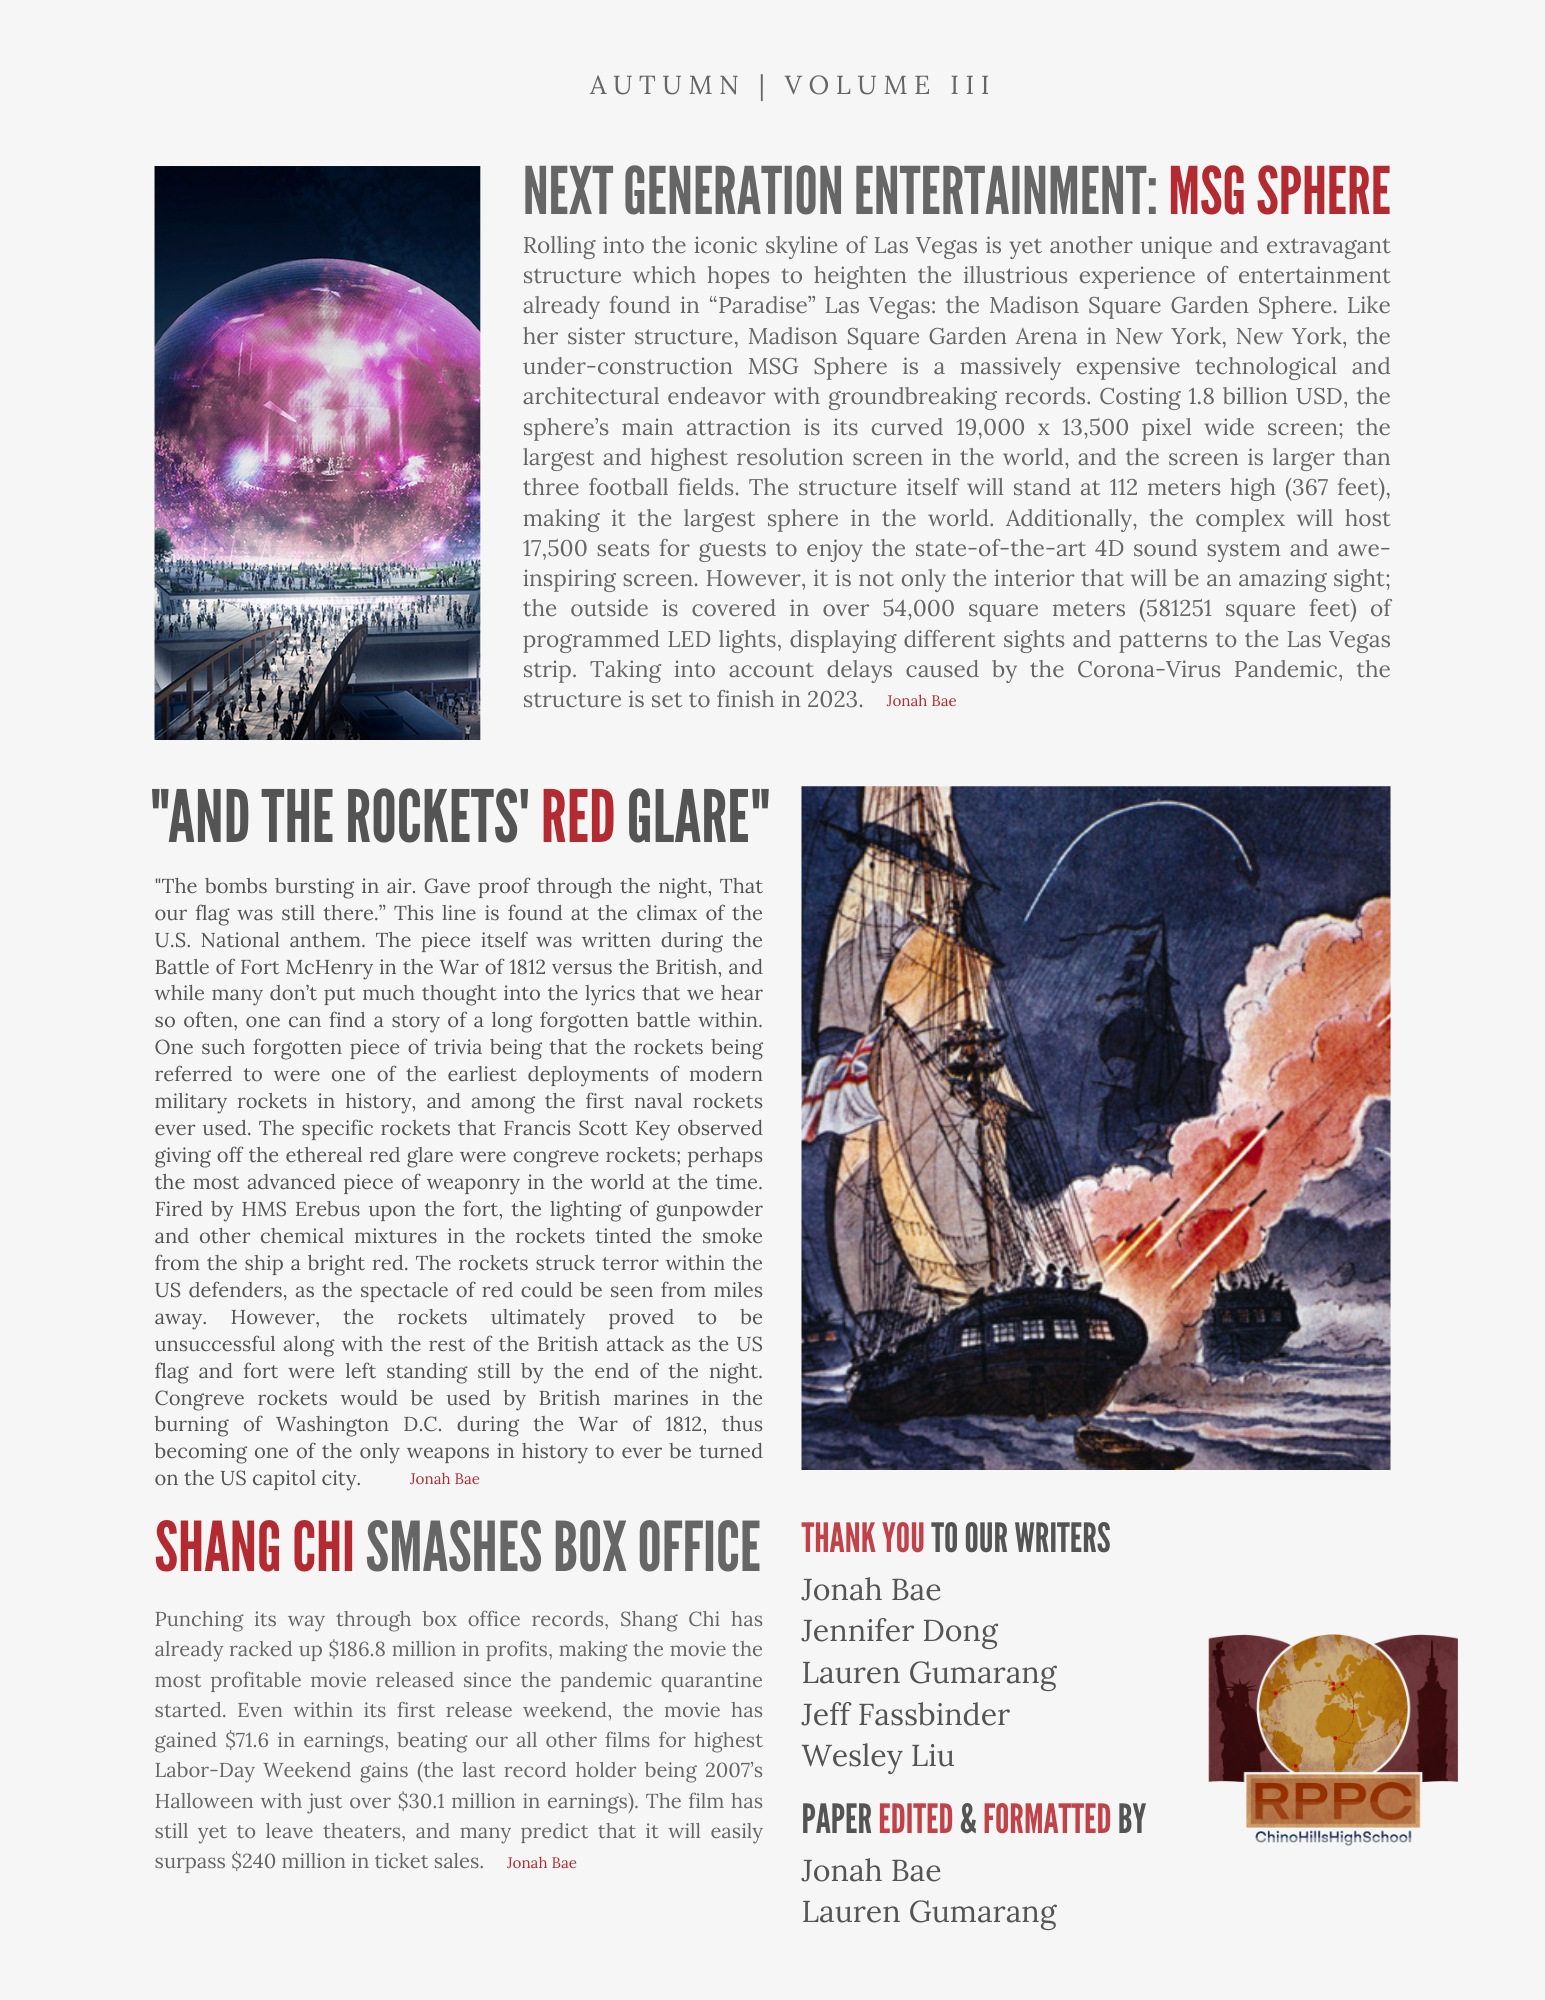 AUTUMN | VOLUME III
NEXT GENERATION ENTERTAINMENT: MSG SPHERE
Rolling into the iconic skyline of Las Vegas is yet another unique and extravagant
structure which hopes to heighten the illustrious experience of entertainment
already found in “Paradise” Las Vegas: the Madison Square Garden Sphere. Like
her sister structure, Madison Square Garden Arena in New York, New York, the
under-construction MSG Sphere is a massively expensive technological and
architectural endeavor with groundbreaking records. Costing 1.8 billion USD, the
sphere’s main attraction is its curved 19,000 x 13,500 pixel wide screen; the
largest and highest resolution screen in the world, and the screen is larger than
three football fields. The structure itself will stand at 112 meters high (367 feet),
making it the largest sphere in the world. Additionally, the complex will host
17,500 seats for guests to enjoy the state-of-the-art 4D sound system and awe-
inspiring screen. However, it is not only the interior that will be an amazing sight;
the outside is covered in over 54,000 square meters (581251 square feet) of
programmed LED lights, displaying different sights and patterns to the Las Vegas
strip. Taking into account delays caused by the Corona-Virus Pandemic, the
structure is set to finish in 2023. Jonah Bae
"AND THE ROCKETS' RED GLARE"
"The bombs bursting in air. Gave proof through the night, That
our flag was still there.” This line is found at the climax of the
U.S. National anthem. The piece itself was written during the
Battle of Fort McHenry in the War of 1812 versus the British, and
while many don’t put much thought into the lyrics that we hear
so often, one can find a story of a long forgotten battle within.
One such forgotten piece of trivia being that the rockets being
referred to were one of the earliest deployments of modern
military rockets in history, and among the first naval rockets
ever used. The specific rockets that Francis Scott Key observed
giving off the ethereal red glare were congreve rockets; perhaps
the most advanced piece of weaponry in the world at the time.
Fired by HMS Erebus upon the fort, the lighting of gunpowder
and other chemical mixtures in the rockets tinted the smoke
from the ship a bright red. The rockets struck terror within the
US defenders, as the spectacle of red could be seen from miles
away. However, the rockets ultimately proved to be
unsuccessful along with the rest of the British attack as the US
flag and fort were left standing still by the end of the night.
Congreve rockets would be used by British marines in the
burning of Washington D.C. during the War of 1812, thus
becoming one of the only weapons in history to ever be turned
on the US capitol city. Jonah Bae
SHANG CHI SMASHES BOX OFFICE
Punching its way through box office records, Shang Chi has
already racked up $186.8 million in profits, making the movie the
most profitable movie released since the pandemic quarantine
started. Even within its first release weekend, the movie has
gained $71.6 in earnings, beating our all other films for highest
Labor-Day Weekend gains (the last record holder being 2007’s
Halloween with just over $30.1 million in earnings). The film has
still yet to leave theaters, and many predict that it will easily
surpass $240 million in ticket sales. Jonah Bae
THANK YOU TO OUR WRITERS
Jonah Bae
Jennifer Dong
Lauren Gumarang
Jeff Fassbinder
Wesley Liu
PAPER EDITED & FORMATTED BY
Jonah Bae
Lauren Gumarang
RPPC
ChinoHillsHighSchool